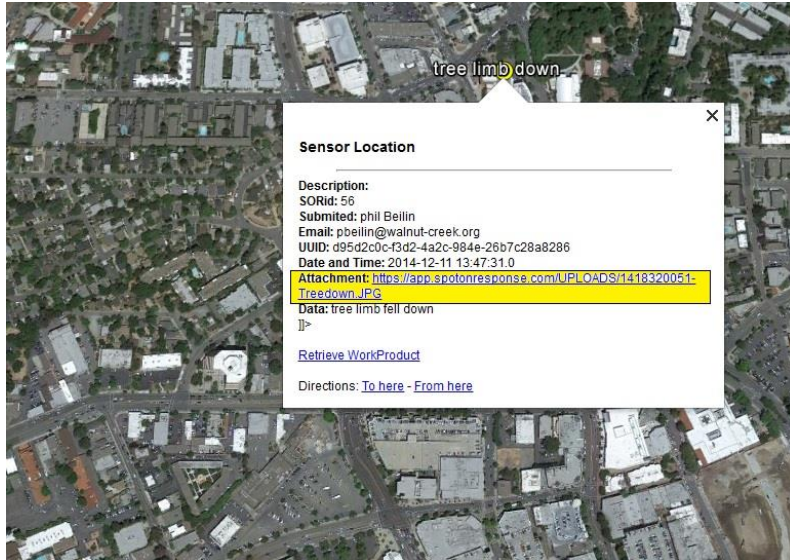 tree limb down
Sensor Location
Description:
SORid: 56
Submited: phil Beilin
Email: pbeilin@walnut-creek.org
UUID: d95d2c0c-f3d2-4a2c-984e-26b7c28a8286
Date and Time: 2014-12-11 13:47:31.0
Attachment: https://app.spotonresponse.com/UPLOADS/1418320051-
Treedown.JPG
Data: tree limb fell down
]]>
Retrieve WorkProduct
Directions: To here - From here